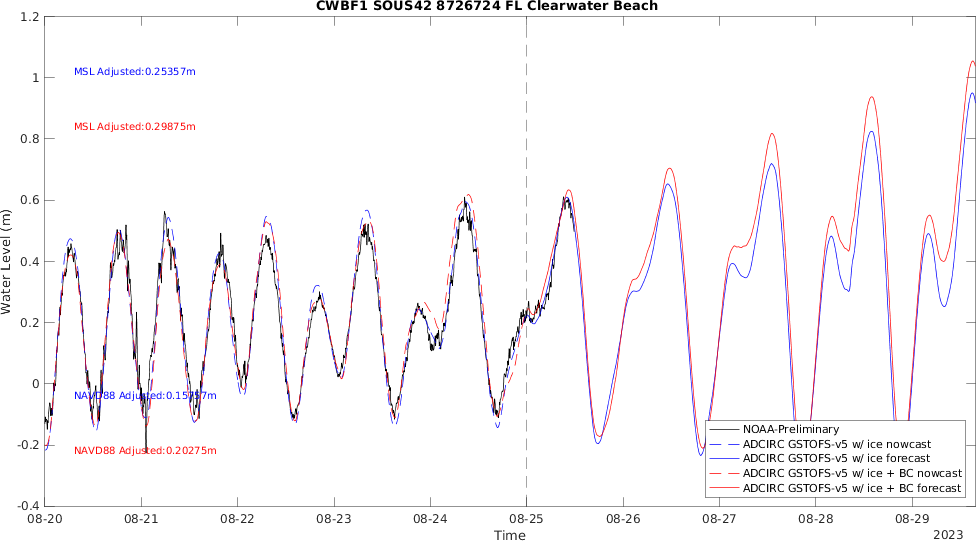 CWBF1 SOUS42 8726724 FL Clearwater Beach
1.2
1
0.8
0.6
0.4
0.2
0
-0.2
-0.4
Water Level (m)
MSL Adjusted:0.25357m
MSL Adjusted:0.29875m
NAVD88 Adjusted:0.15757m
NAVD88 Adjusted:0.20275m
NOAA-Preliminary
ADCIRC GSTOFS-v5 w/ ice nowcast
ADCIRC GSTOFS-v5 w/ ice forecast
ADCIRC GSTOFS-v5 w/ ice + BC nowcast
ADCIRC GSTOFS-v5 w/ ice + BC forecast
08-20 08-21 08-22 08-23 08-24 08-25 08-26 08-27 08-28 08-29
Time
2023